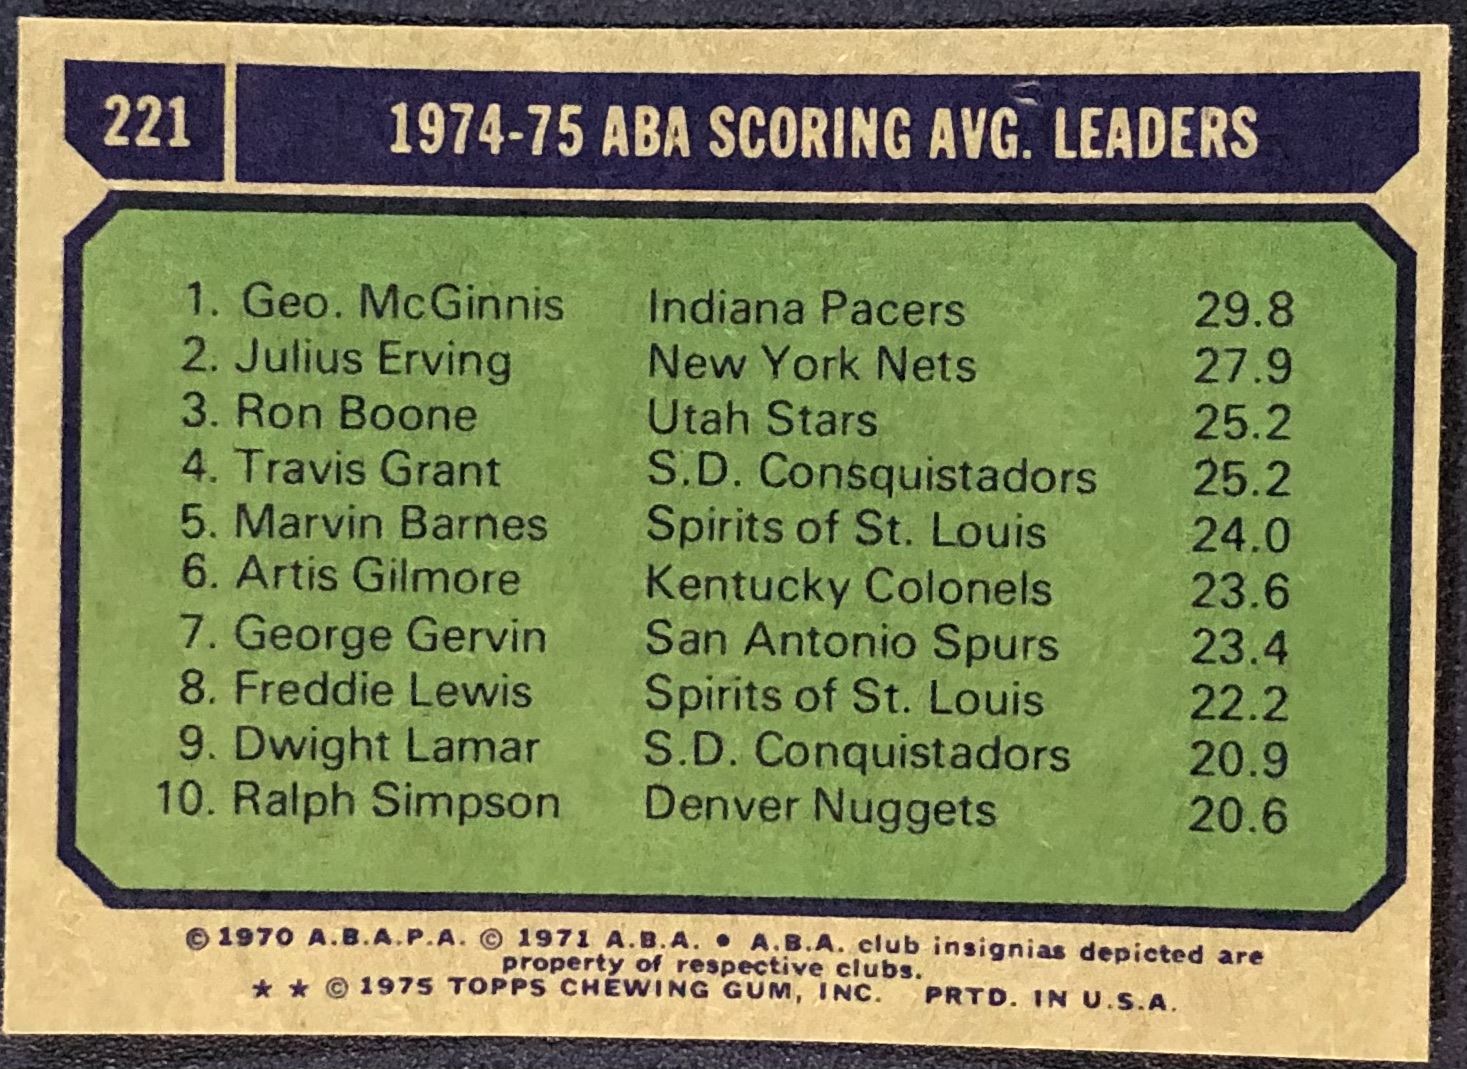 221 1974-75 ABA SCORING AVG. LEADERS
1. Geo. McGinnis Indiana Pacers 29.8
2. Julius Erving New York Nets 27.9
3. Ron Boone Utah Stars 25.2
4. Travis Grant S.D. Consquistadors 25.2
5. Marvin Barnes Spirits of St. Louis 24.0
6. Artis Gilmore Kentucky Colonels 23.6
7. George Gervin San Antonio Spurs 23.4
8. Freddie Lewis Spirits of St. Louis 22.2
9. Dwight Lamar S.D. Conquistadors 20.9
10. Ralph Simpson Denver Nuggets 20.6
© 1970 A.B.A.P.A. © 1971 A.B.A. • A.B.A. club insignias depicted are
property of respective clubs.
★ ★ © 1975 TOPPS CHEWING GUM, INC. PRTD. IN U.S.A.